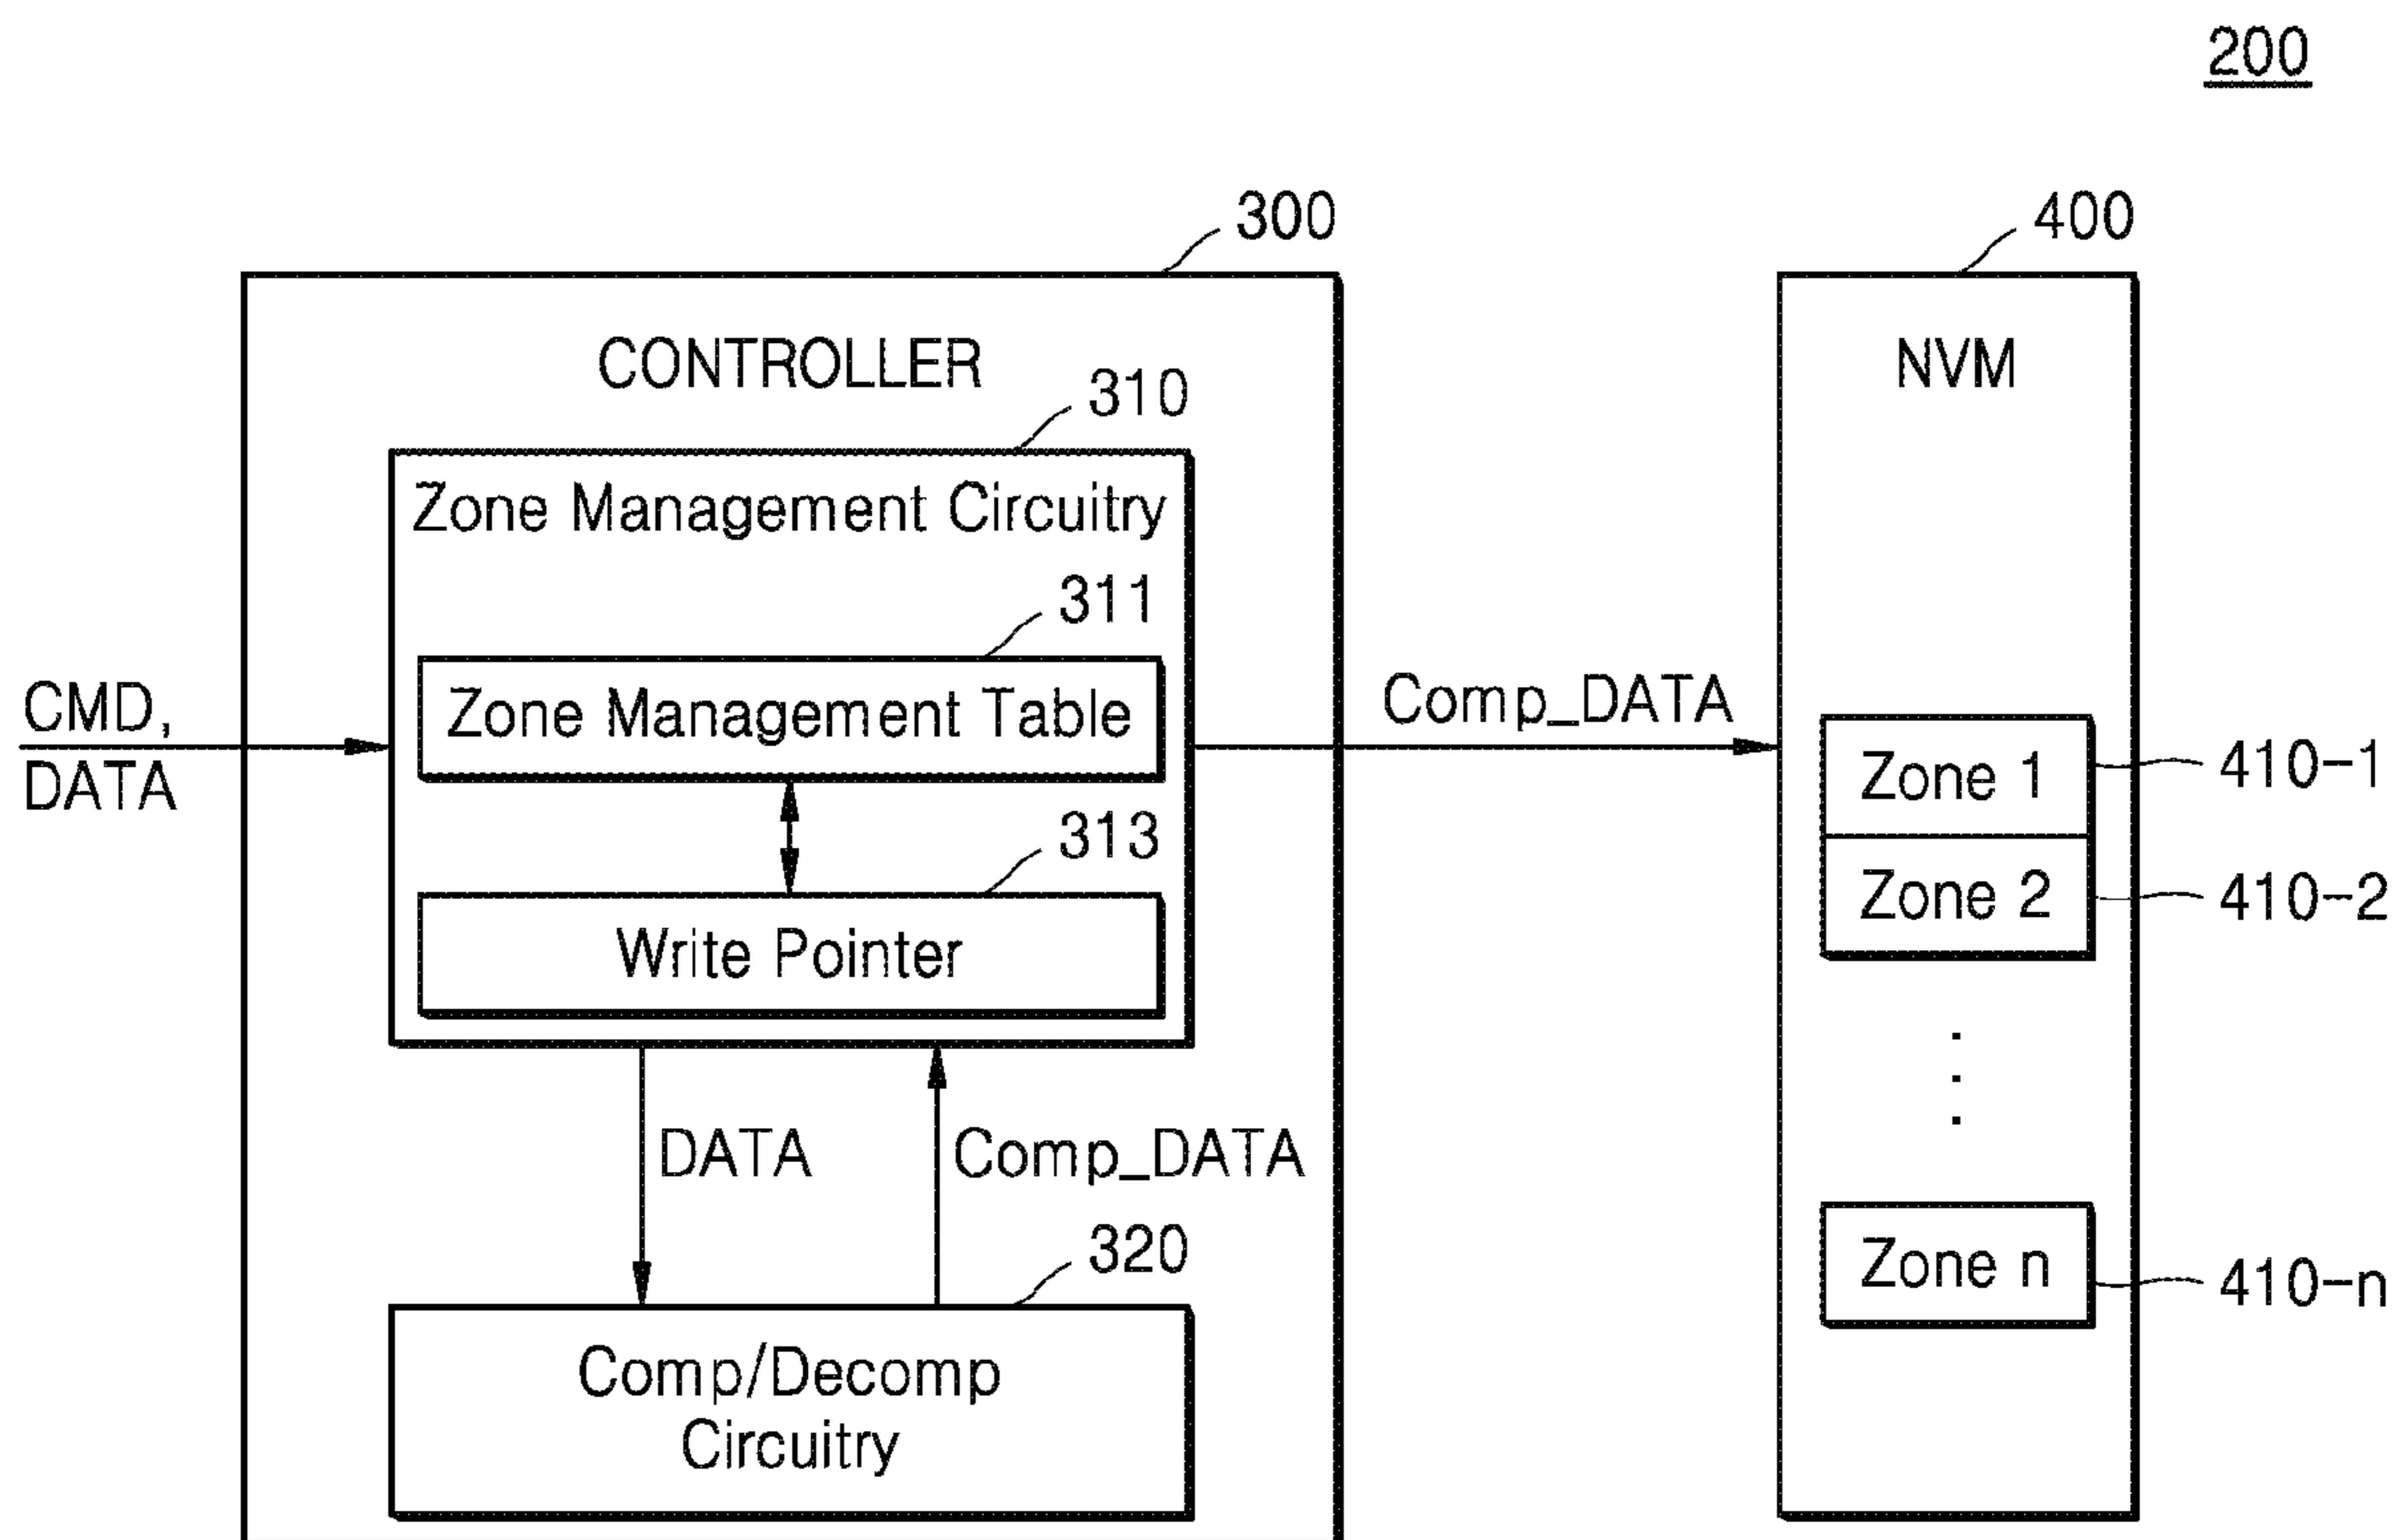 200
300
400
CONTROLLER
NVM
310
Zone Management Circuitry
311
Zone Management Table
CMD,
DATA
Comp_DATA
313
Write Pointer
Zone 1
410-1
Zone 2
410-2
DATA
Comp_DATA
320
Zone n
410-n
Comp/Decomp
Circuitry